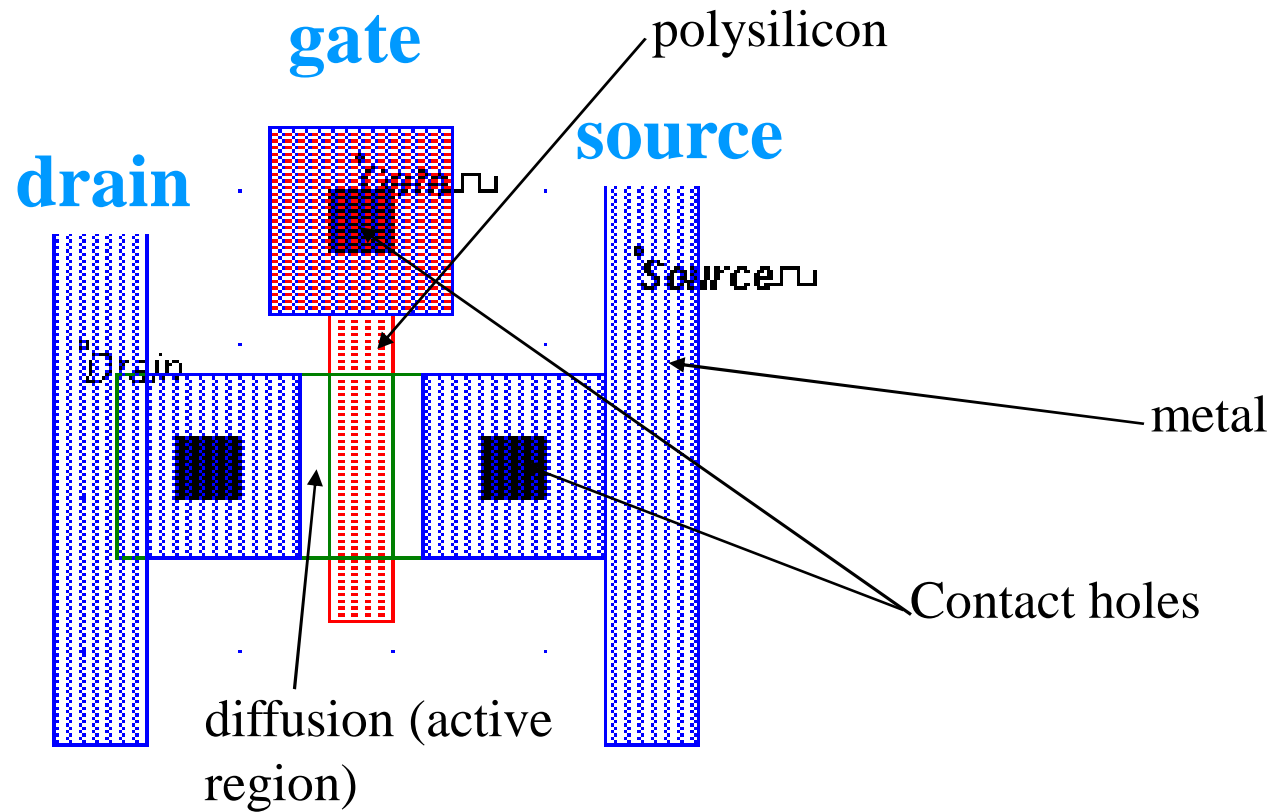 polysilicon
gate
source
drain
Source
Drain
metal
Contact holes
diffusion (active
region)